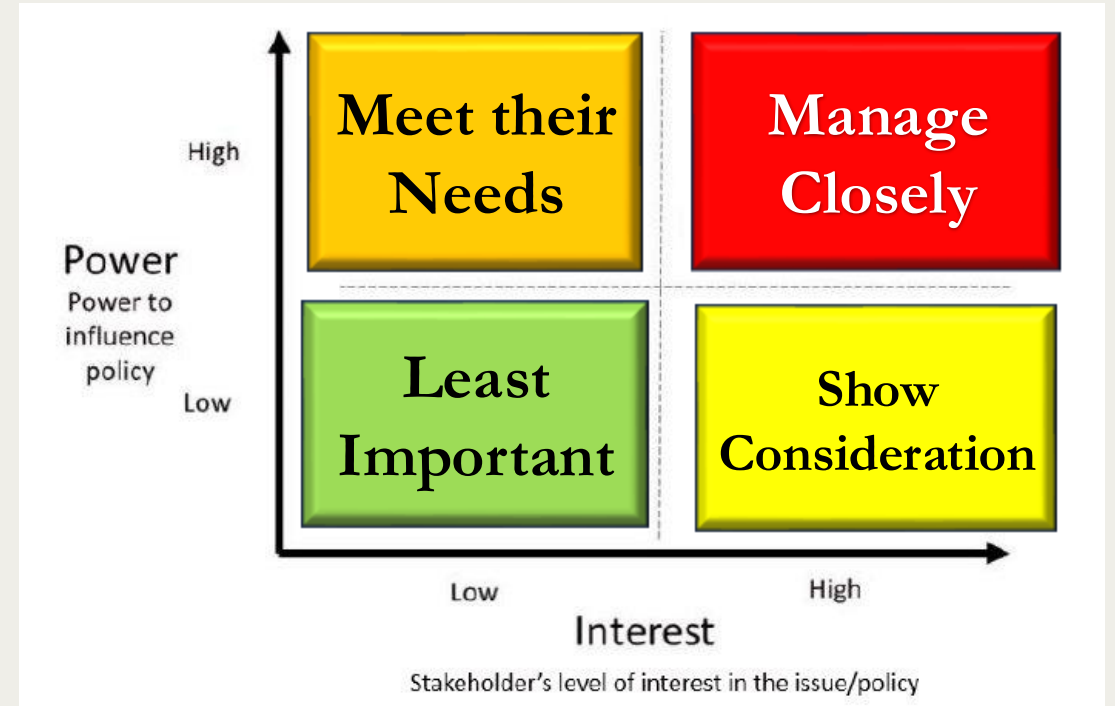 Meet their
Needs
Manage
Closely
High
Power
Power to
influence
policy
Low
Least
Important
Show
Consideration
Low
High
Interest
Stakeholder's level of interest in the issue/policy